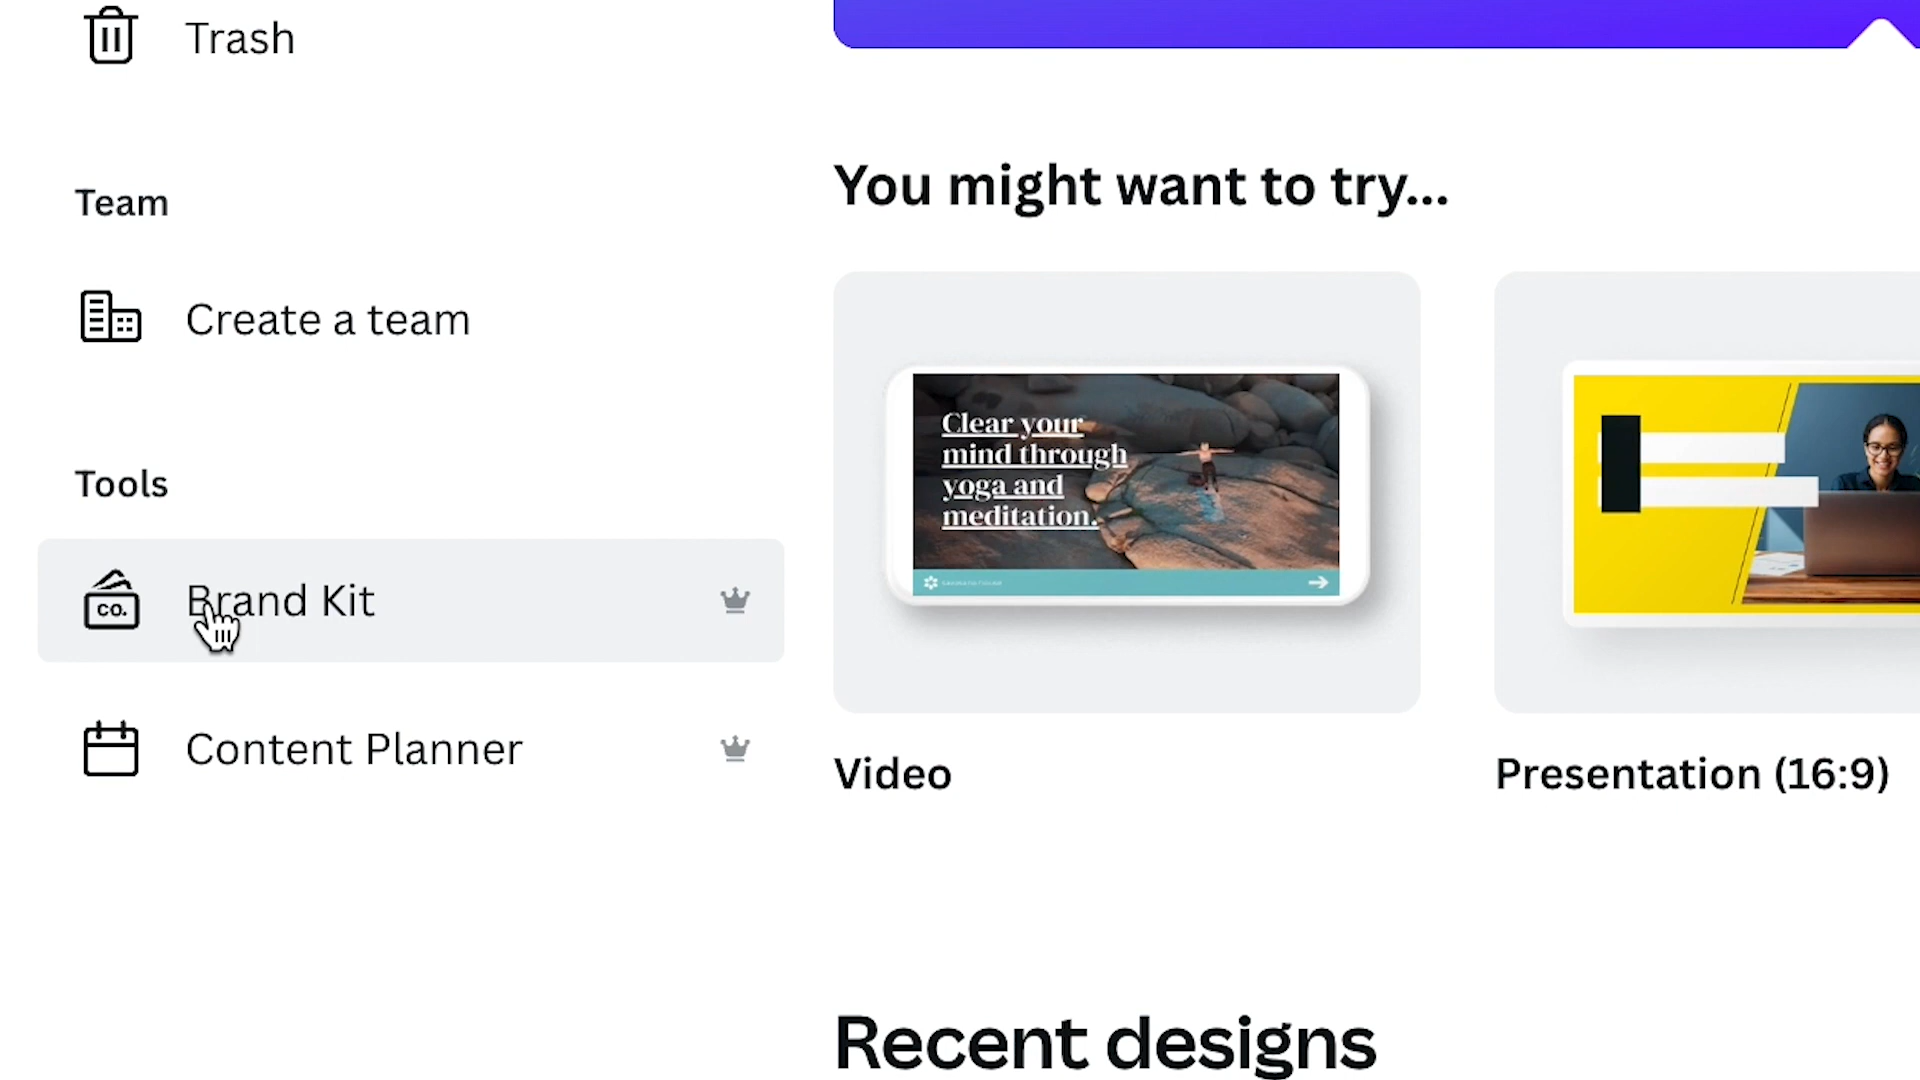 Trash
Team
Create a team
Tools
CO.
Brand Kit
Content Planner
You might want to try...
Clear your
mind through
yoga and
meditation.
Video
Presentation (16:9)
Recent designs